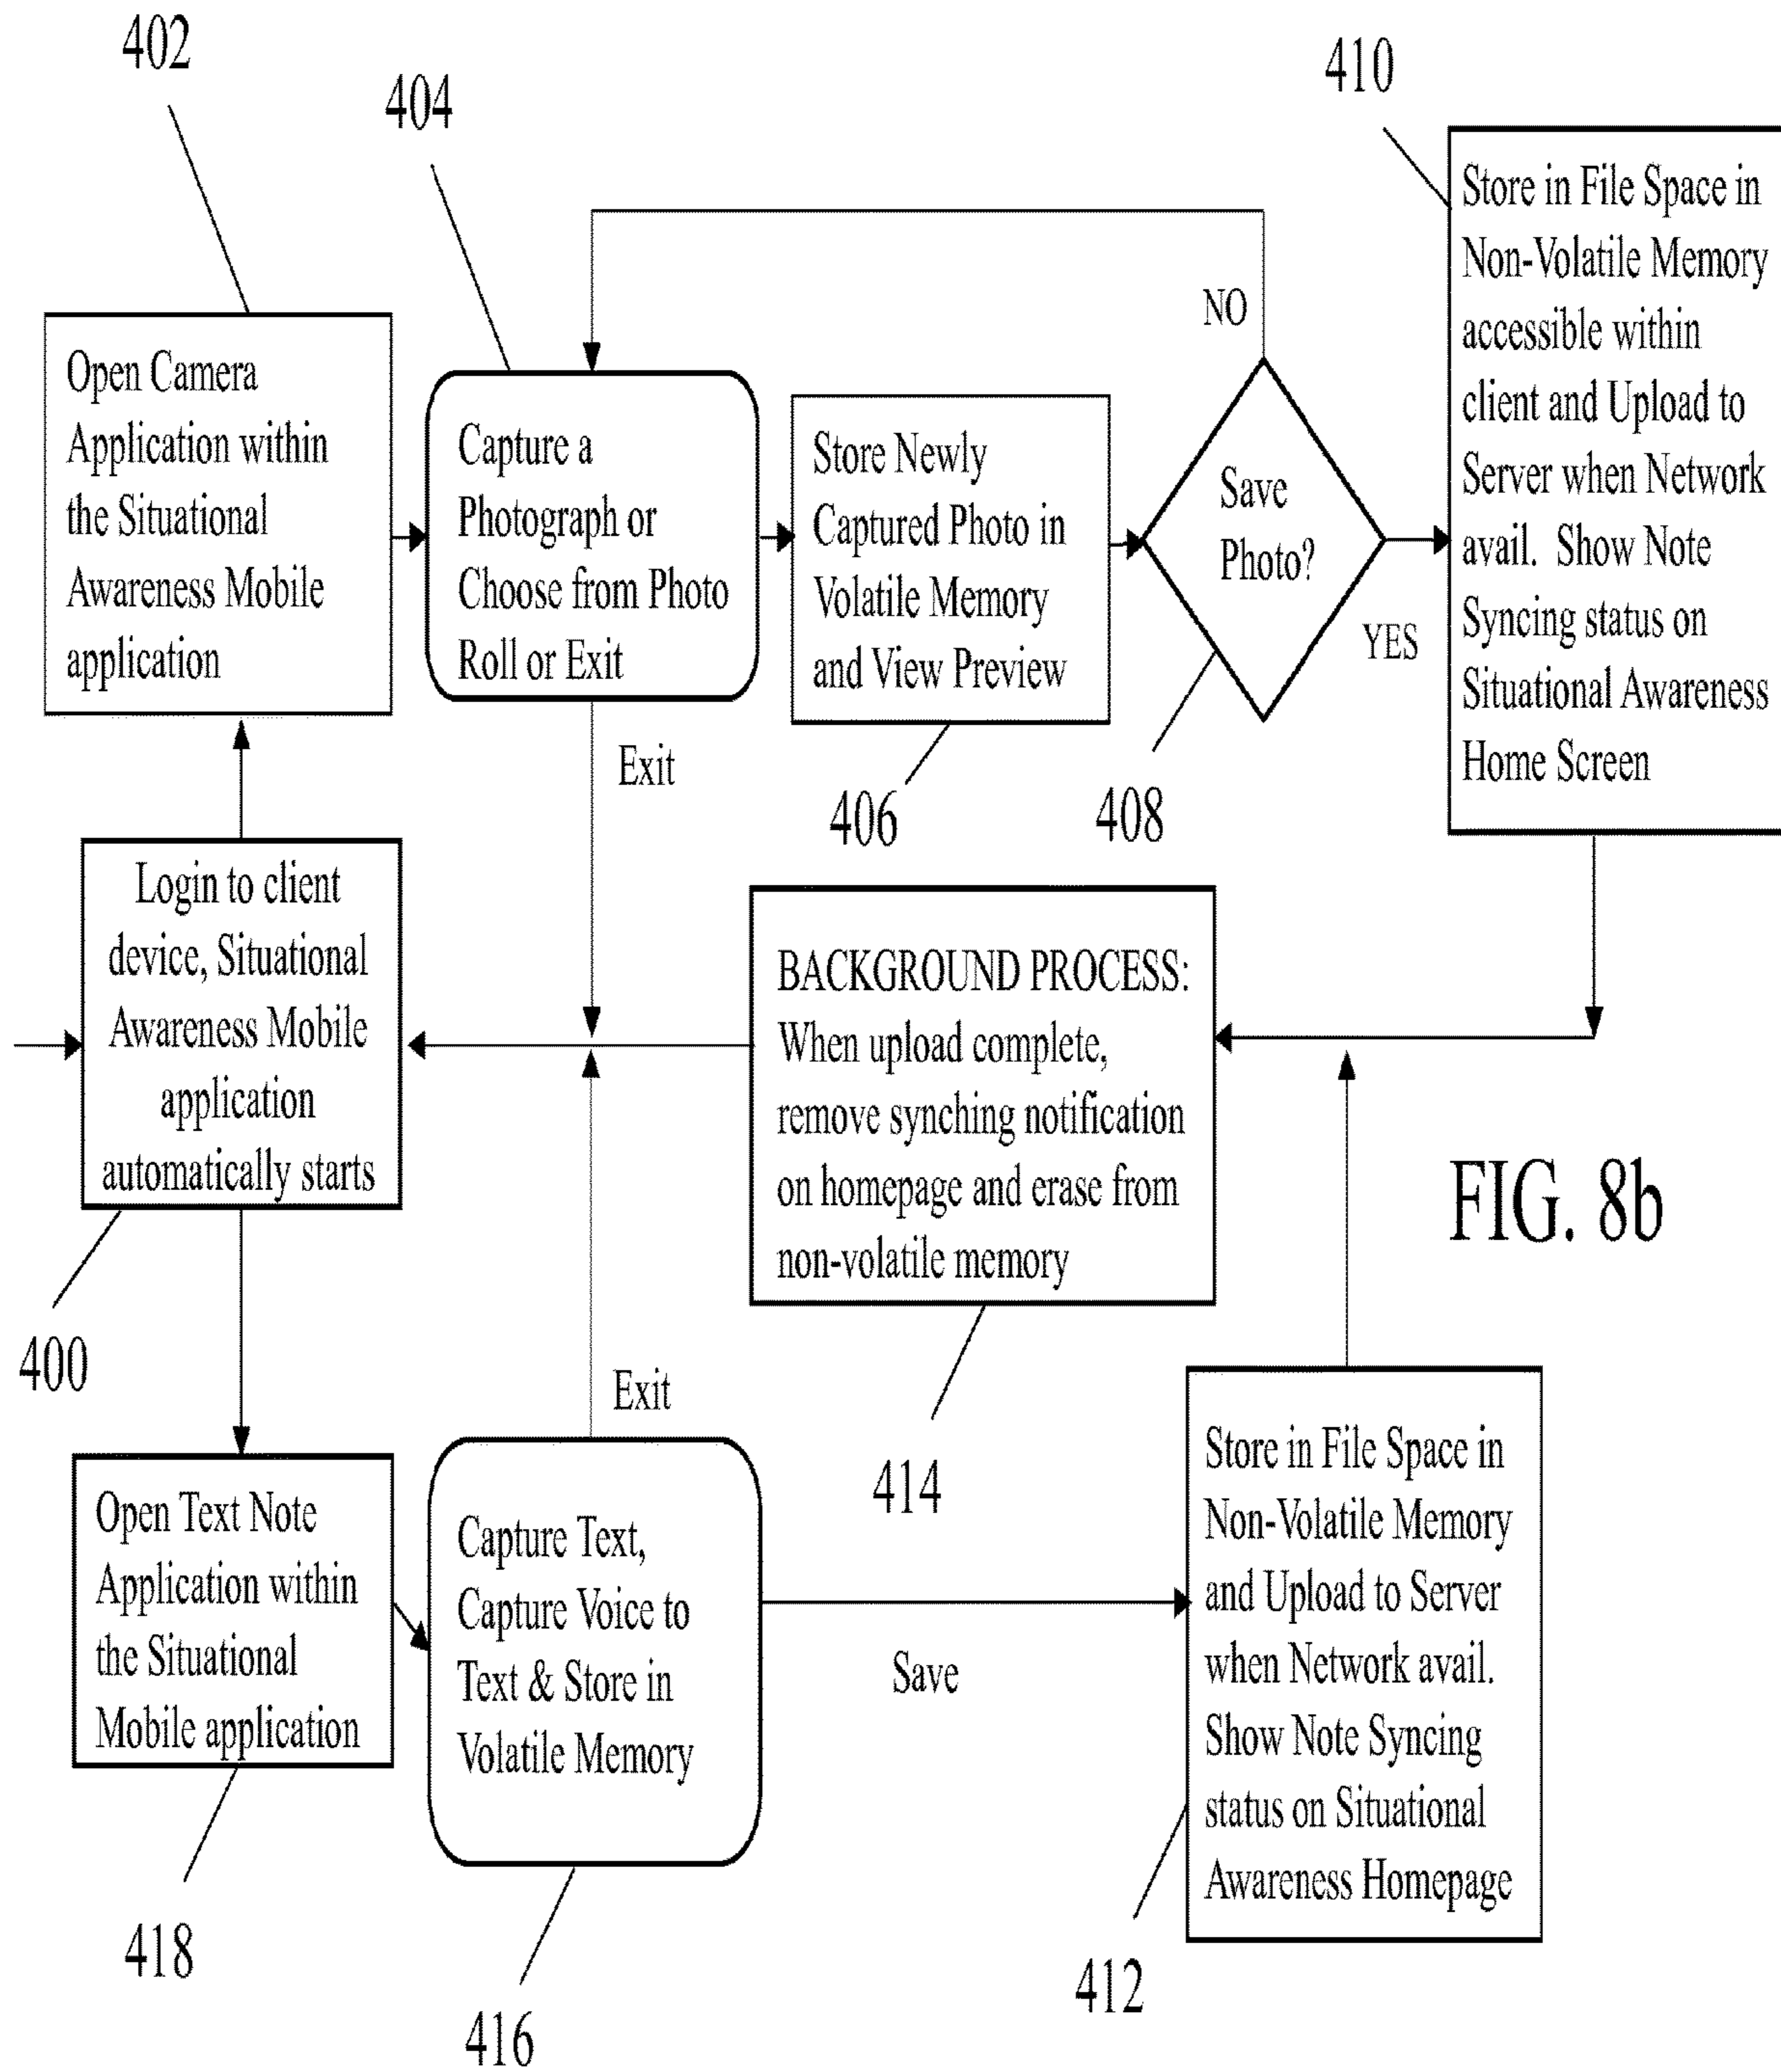 402
404
410
Open Camera
Application within
the Situational
Awareness Mobile
application
Capture a
Photograph or
Choose from Photo
Roll or Exit
Store Newly
Captured Photo in
Volatile Memory
and View Preview
Save
Photo?
NO
YES
Store in File Space in
Non-Volatile Memory
accessible within
client and Upload to
Server when Network
avail. Show Note
Syncing status on
Situational Awareness
Home Screen
Exit
406
408
Login to client
device, Situational
Awareness Mobile
application
automatically starts
BACKGROUND PROCESS:
When upload complete,
remove synching notification
on homepage and erase from
non-volatile memory
FIG. 8b
400
Exit
414
Open Text Note
Application within
the Situational
Mobile application
Capture Text,
Capture Voice to
Text & Store in
Volatile Memory
Save
Store in File Space in
Non-Volatile Memory
and Upload to Server
when Network avail.
Show Note Syncing
status on Situational
Awareness Homepage
418
416
412